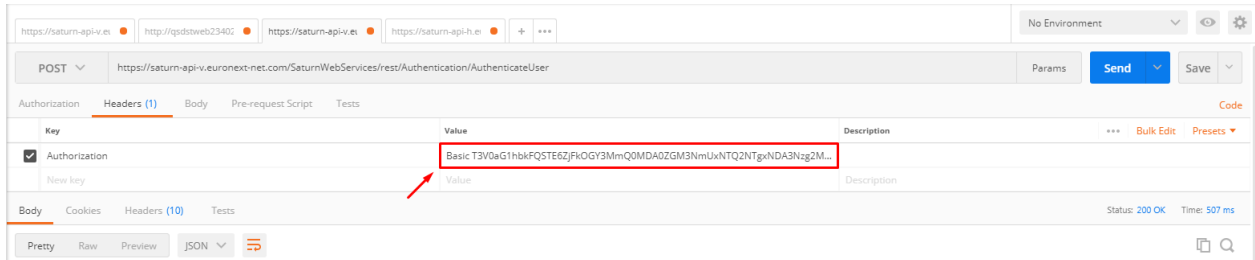 https://saturn-api-v.eu http://qsdstweb23402 https://saturn-api-v.eu https://saturn-api-h.eu + ••• No Environment
POST https://saturn-api-v.euronext-net.com/SaturnWebServices/rest/Authentication/AuthenticateUser Params Send Save
Authorization Headers (1) Body Pre-request Script Tests Code
Key Value Description ••• Bulk Edit Presets
Authorization Basic T3V0aG1hbkFQSTE6ZjFkOGY3MmQ0MDA0ZGM3NmUxNTQ2NTgxNDA3Nzg2M...
New key Value Description
Body Cookies Headers (10) Tests Status: 200 OK Time: 507 ms
Pretty Raw Preview JSON